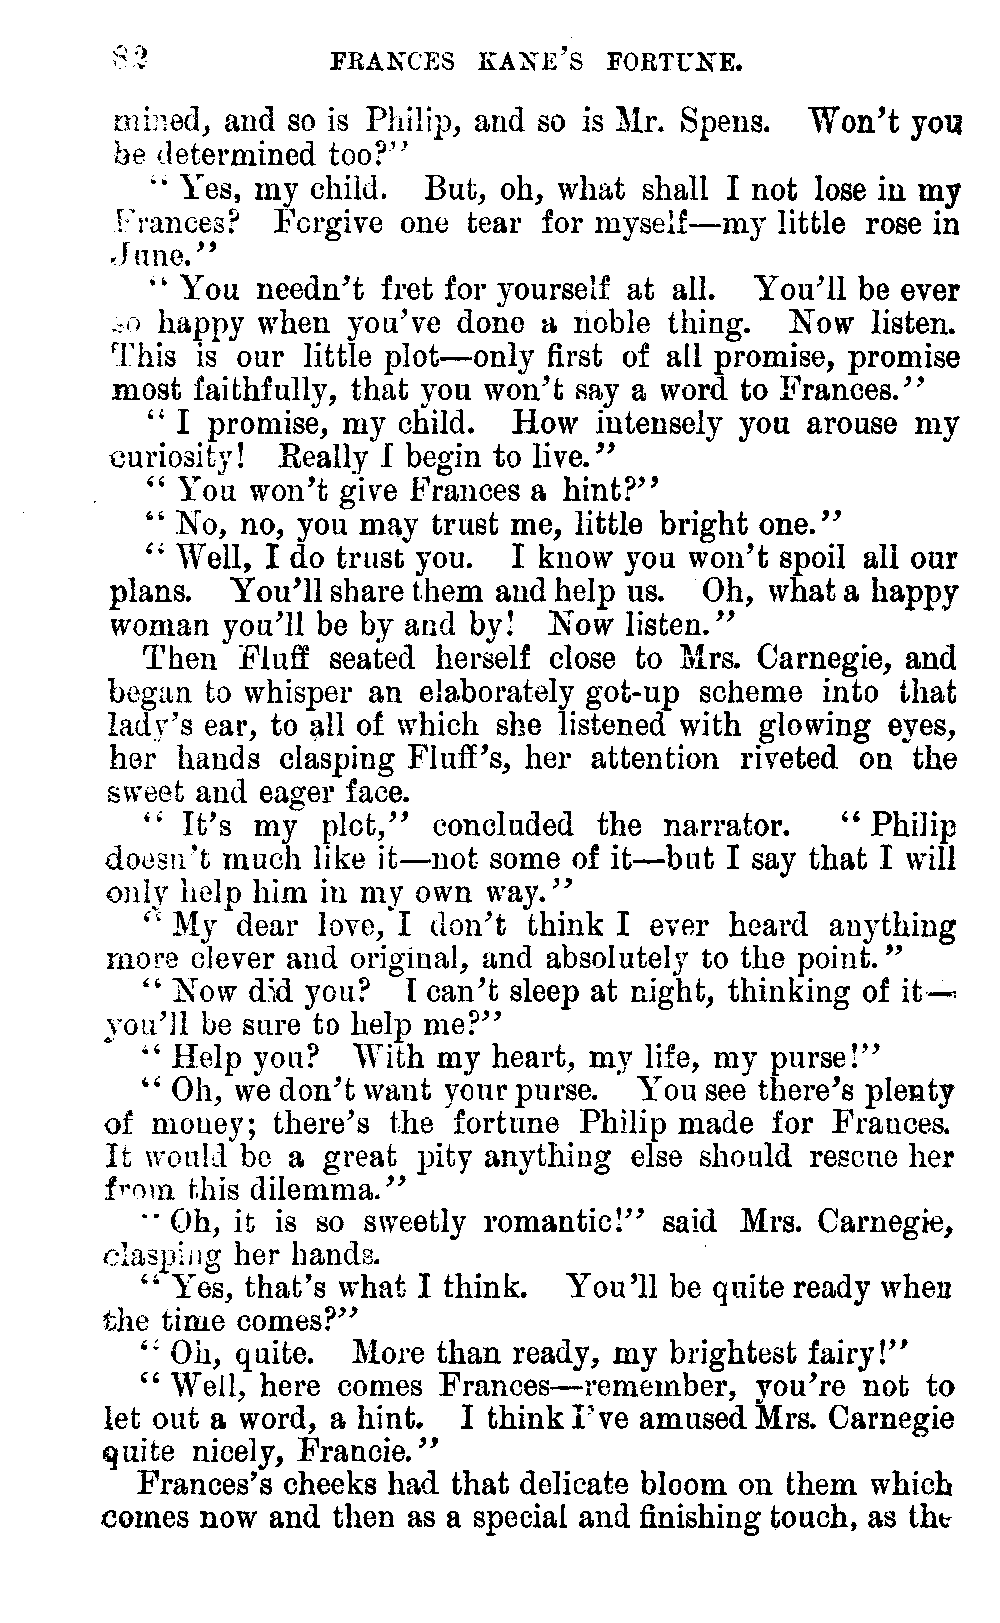 82 FRANCES KANE'S FORTUNE.
mined, and so is Philip, and so is Mr. Spens. Won't you
be determined too?"
"Yes, my child. But, oh, what shall I not lose in my
Frances? Forgive one tear for myself—my little rose in
June."
"You needn't fret for yourself at all. You'll be ever
so happy when you've done a noble thing. Now listen.
This is our little plot—only first of all promise, promise
most faithfully, that you won't say a word to Frances."
"I promise, my child. How intensely you arouse my
curiosity! Really I begin to live."
"You won't give Frances a hint?"
"No, no, you may trust me, little bright one."
"Well, I do trust you. I know you won't spoil all our
plans. You'll share them and help us. Oh, what a happy
woman you'll be by and by! Now listen."
Then Fluff seated herself close to Mrs. Carnegie, and
began to whisper an elaborately got-up scheme into that
lady's ear, to all of which she listened with glowing eyes,
her hands clasping Fluff's, her attention riveted on the
sweet and eager face.
"It's my plot," concluded the narrator. "Philip
doesn't much like it—not some of it—but I say that I will
only help him in my own way."
"My dear love, I don't think I ever heard anything
more clever and original, and absolutely to the point."
"Now did you? I can't sleep at night, thinking of it—
you'll be sure to help me?"
"Help you? With my heart, my life, my purse!"
"Oh, we don't want your purse. You see there's plenty
of money; there's the fortune Philip made for Frances.
It would be a great pity anything else should rescue her
from this dilemma."
"Oh, it is so sweetly romantic!" said Mrs. Carnegie,
clasping her hands.
"Yes, that's what I think. You'll be quite ready when
the time comes?"
"Oh, quite. More than ready, my brightest fairy!"
"Well, here comes Frances—remember, you're not to
let out a word, a hint. I think I've amused Mrs. Carnegie
quite nicely, Francie."
Frances's cheeks had that delicate bloom on them which
comes now and then as a special and finishing touch, as the